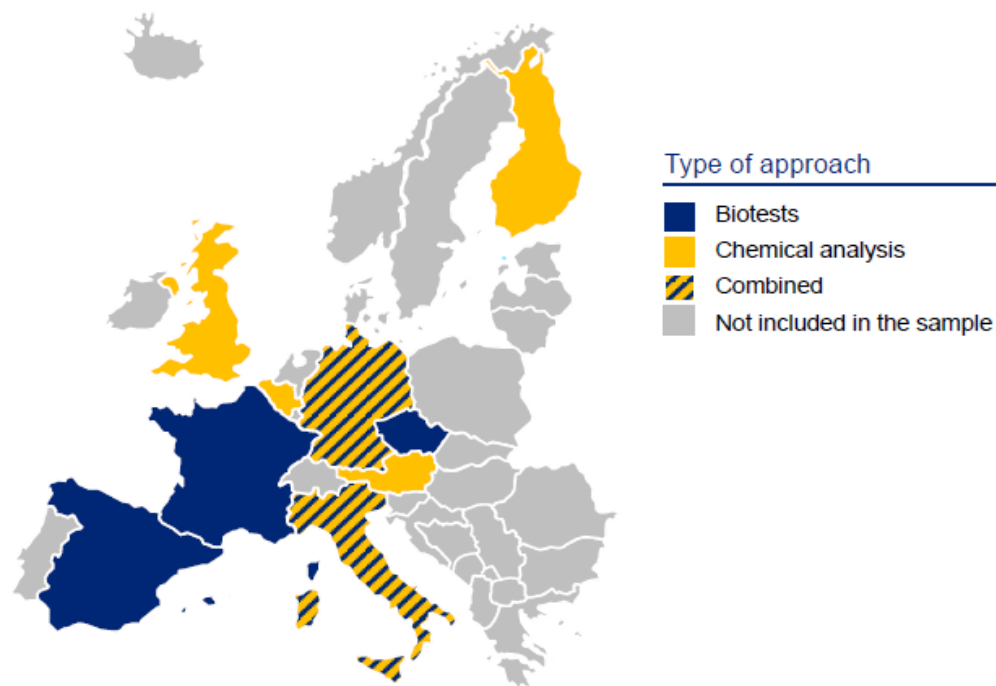 Type of approach
Biotests
Chemical analysis
Combined
Not included in the sample